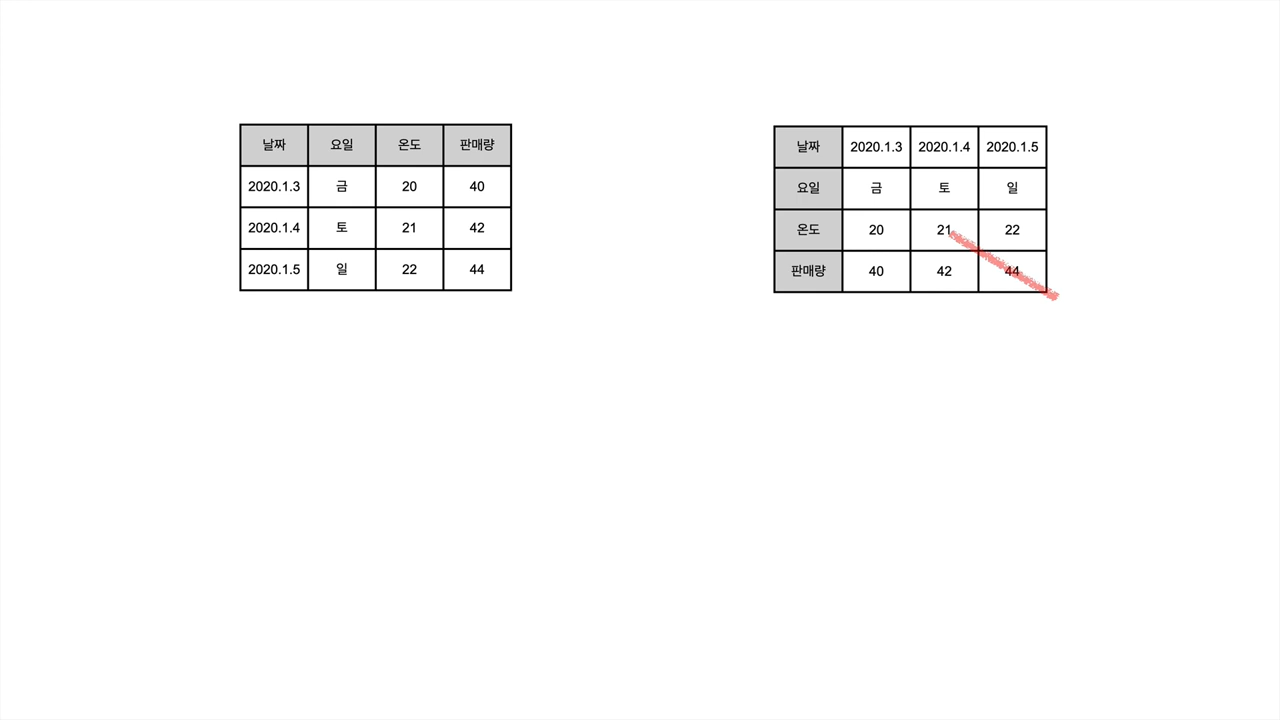 날짜 요일 온도 판매량
2020.1.3 금 20 40
2020.1.4 토 21 42
2020.1.5 일 22 44
날짜 2020.1.3 2020.1.4 2020.1.5
요일 금 토 일
온도 20 21 22
판매량 40 42 44